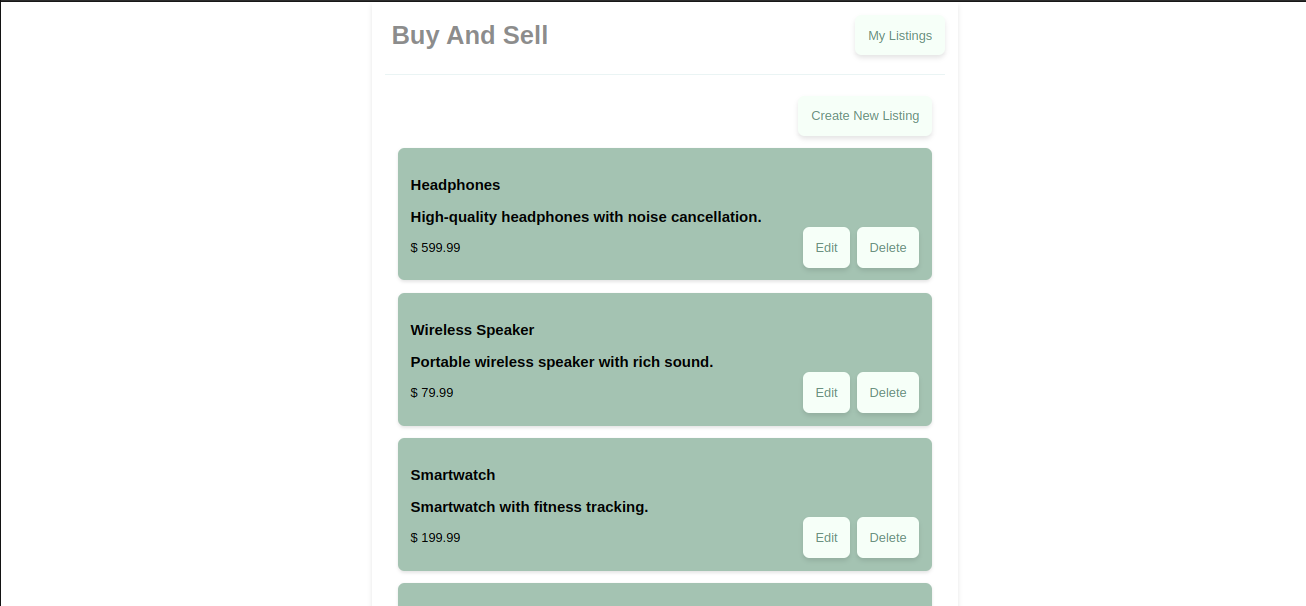 Buy And Sell
My Listings
Create New Listing
Headphones
High-quality headphones with noise cancellation.
$ 599.99
Edit
Delete
Wireless Speaker
Portable wireless speaker with rich sound.
$ 79.99
Edit
Delete
Smartwatch
Smartwatch with fitness tracking.
$ 199.99
Edit
Delete